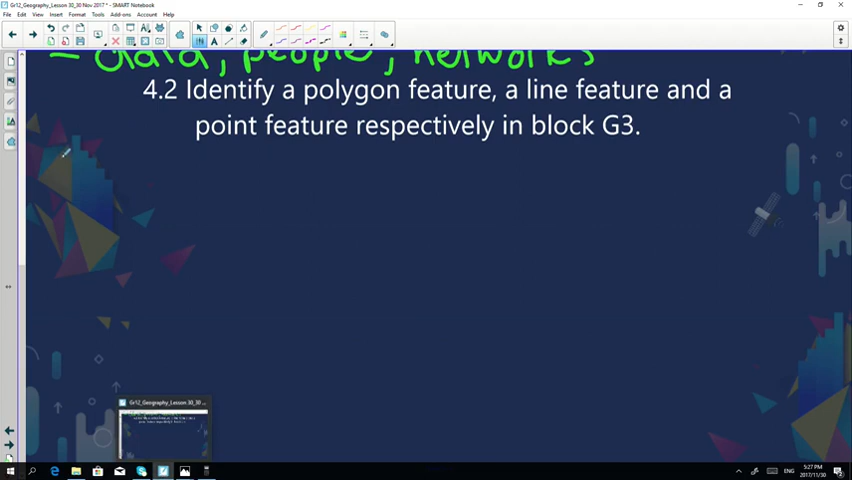 Gr12_Geography_Lesson 30_30 Nov 2017 * - SMART Notebook
File Edit View Insert Format Tools Add-ons Account Help
- data, people, networks
4.2 Identify a polygon feature, a line feature and a
point feature respectively in block G3.
Gr12_Geography_Lesson 30_30 ...
ENG
5:27 PM
2017/11/30